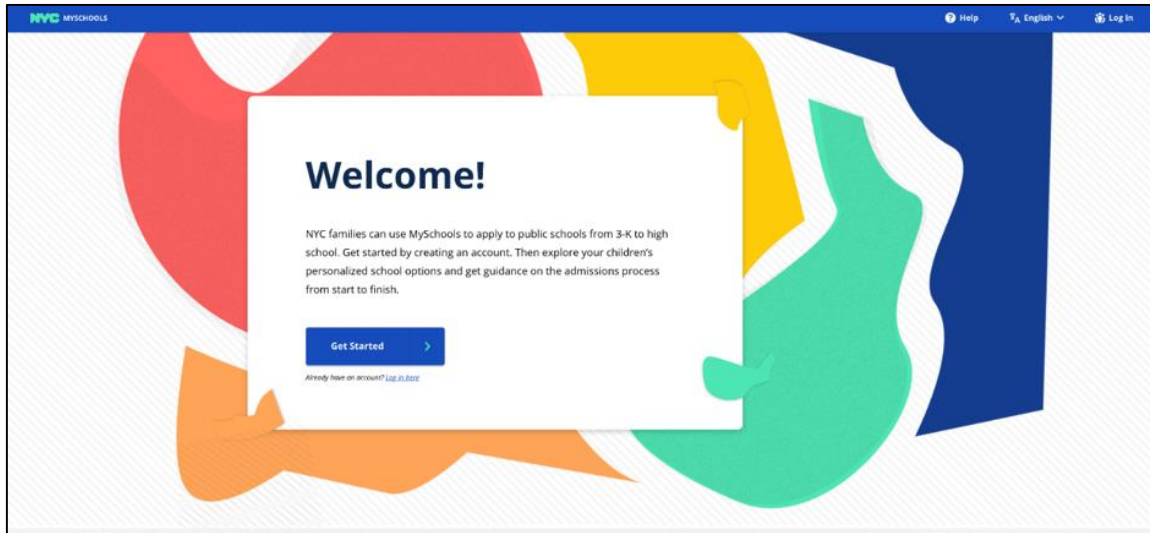 NYC MYSCHOOLS
Help
English
Log In
Welcome!
NYC families can use MySchools to apply to public schools from 3-K to high
school. Get started by creating an account. Then explore your children's
personalized school options and get guidance on the admissions process
from start to finish.
Get Started
Already have an account? Log in here